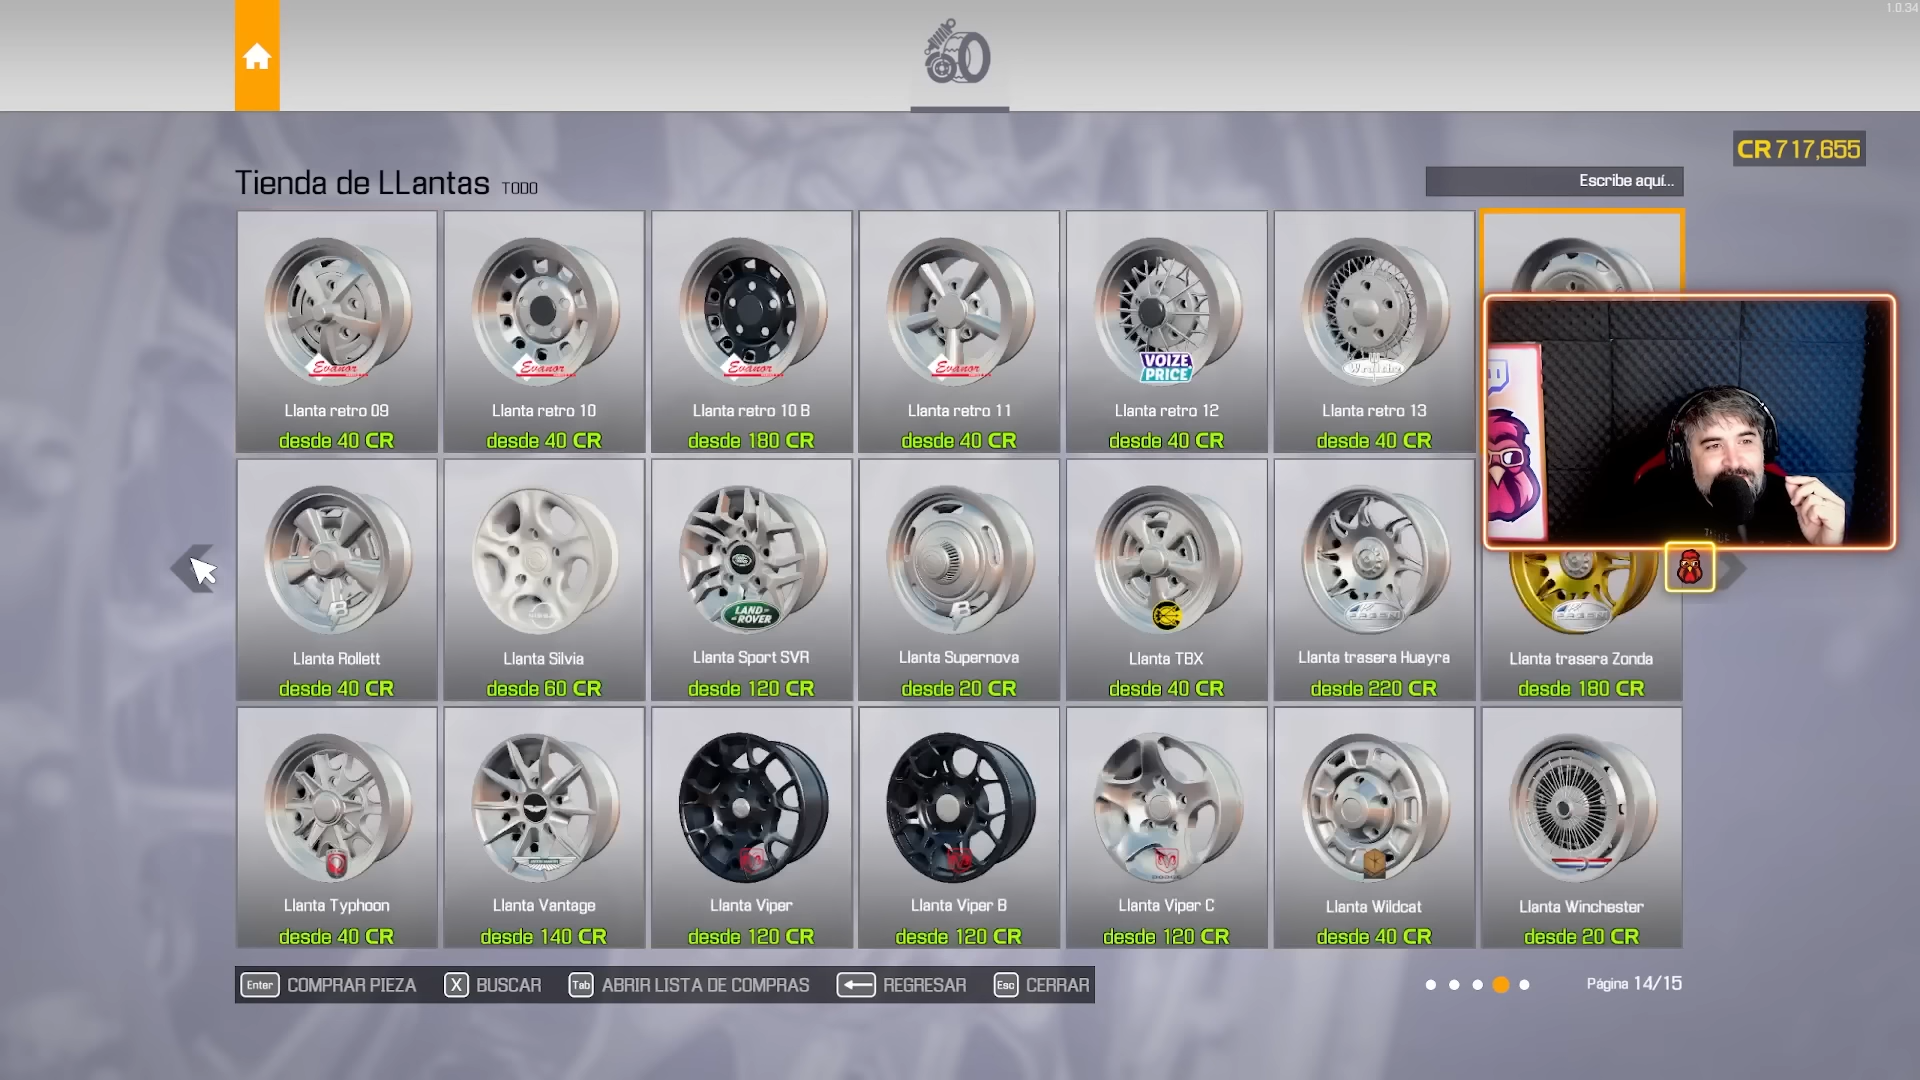 1.0.34
CR 717,655
Tienda de LLantas TODO
Escribe aquí...
Evanor
Evanor
Evanor
Evanor
VOIZE PRICE
Llanta retro 09
Llanta retro 10
Llanta retro 10 B
Llanta retro 11
Llanta retro 12
Llanta retro 13
desde 40 CR
desde 40 CR
desde 180 CR
desde 40 CR
desde 40 CR
desde 40 CR
LAND-ROVER
Llanta Rollett
Llanta Silvia
Llanta Sport SVR
Llanta Supernova
Llanta TBX
Llanta trasera Huayra
Llanta trasera Zonda
desde 40 CR
desde 60 CR
desde 120 CR
desde 20 CR
desde 40 CR
desde 220 CR
desde 180 CR
Llanta Typhoon
Llanta Vantage
Llanta Viper
Llanta Viper B
Llanta Viper C
Llanta Wildcat
Llanta Winchester
desde 40 CR
desde 140 CR
desde 120 CR
desde 120 CR
desde 120 CR
desde 40 CR
desde 20 CR
Enter COMPRAR PIEZA X BUSCAR Tab ABRIR LISTA DE COMPRAS REGRESAR Esc CERRAR
Página 14/15